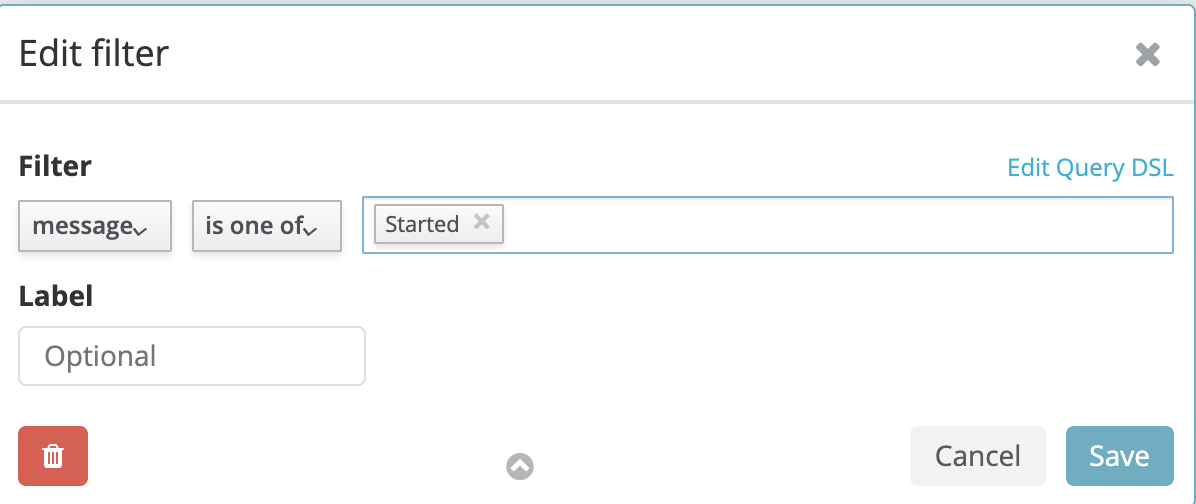 Edit filter
Filter
Edit Query DSL
message
is one of
Started
Label
Optional
Cancel
Save